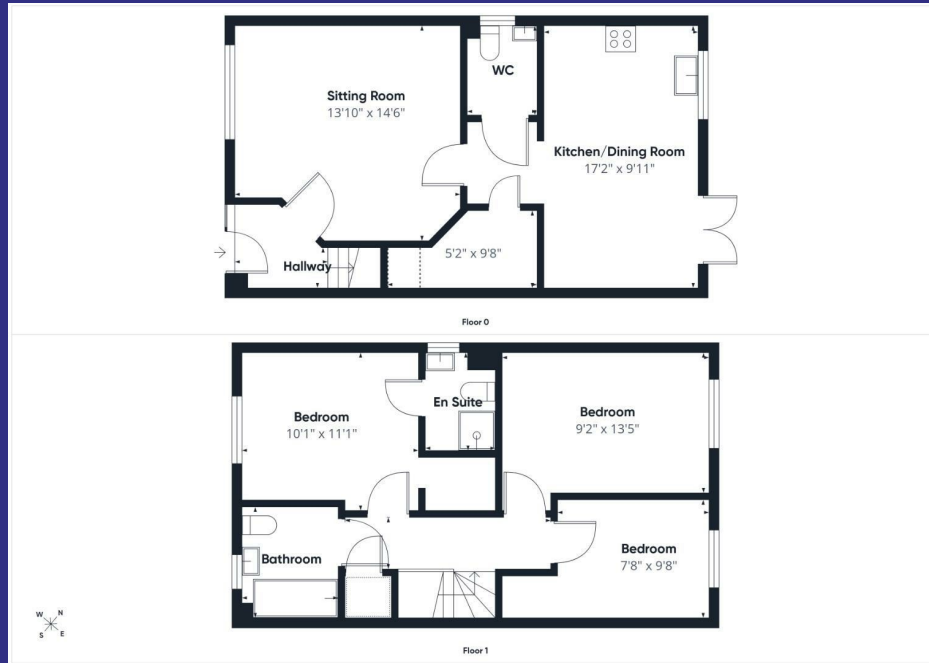 WC
Sitting Room
13'10" x 14'6"
Kitchen/Dining Room
17'2" x 9'11"
5'2" x 9'8"
Hallway
Floor 0
En Suite
Bedroom
10'1" x 11'1"
Bedroom
9'2" x 13'5"
Bathroom
Bedroom
7'8" x 9'8"
W N
S E
Floor 1